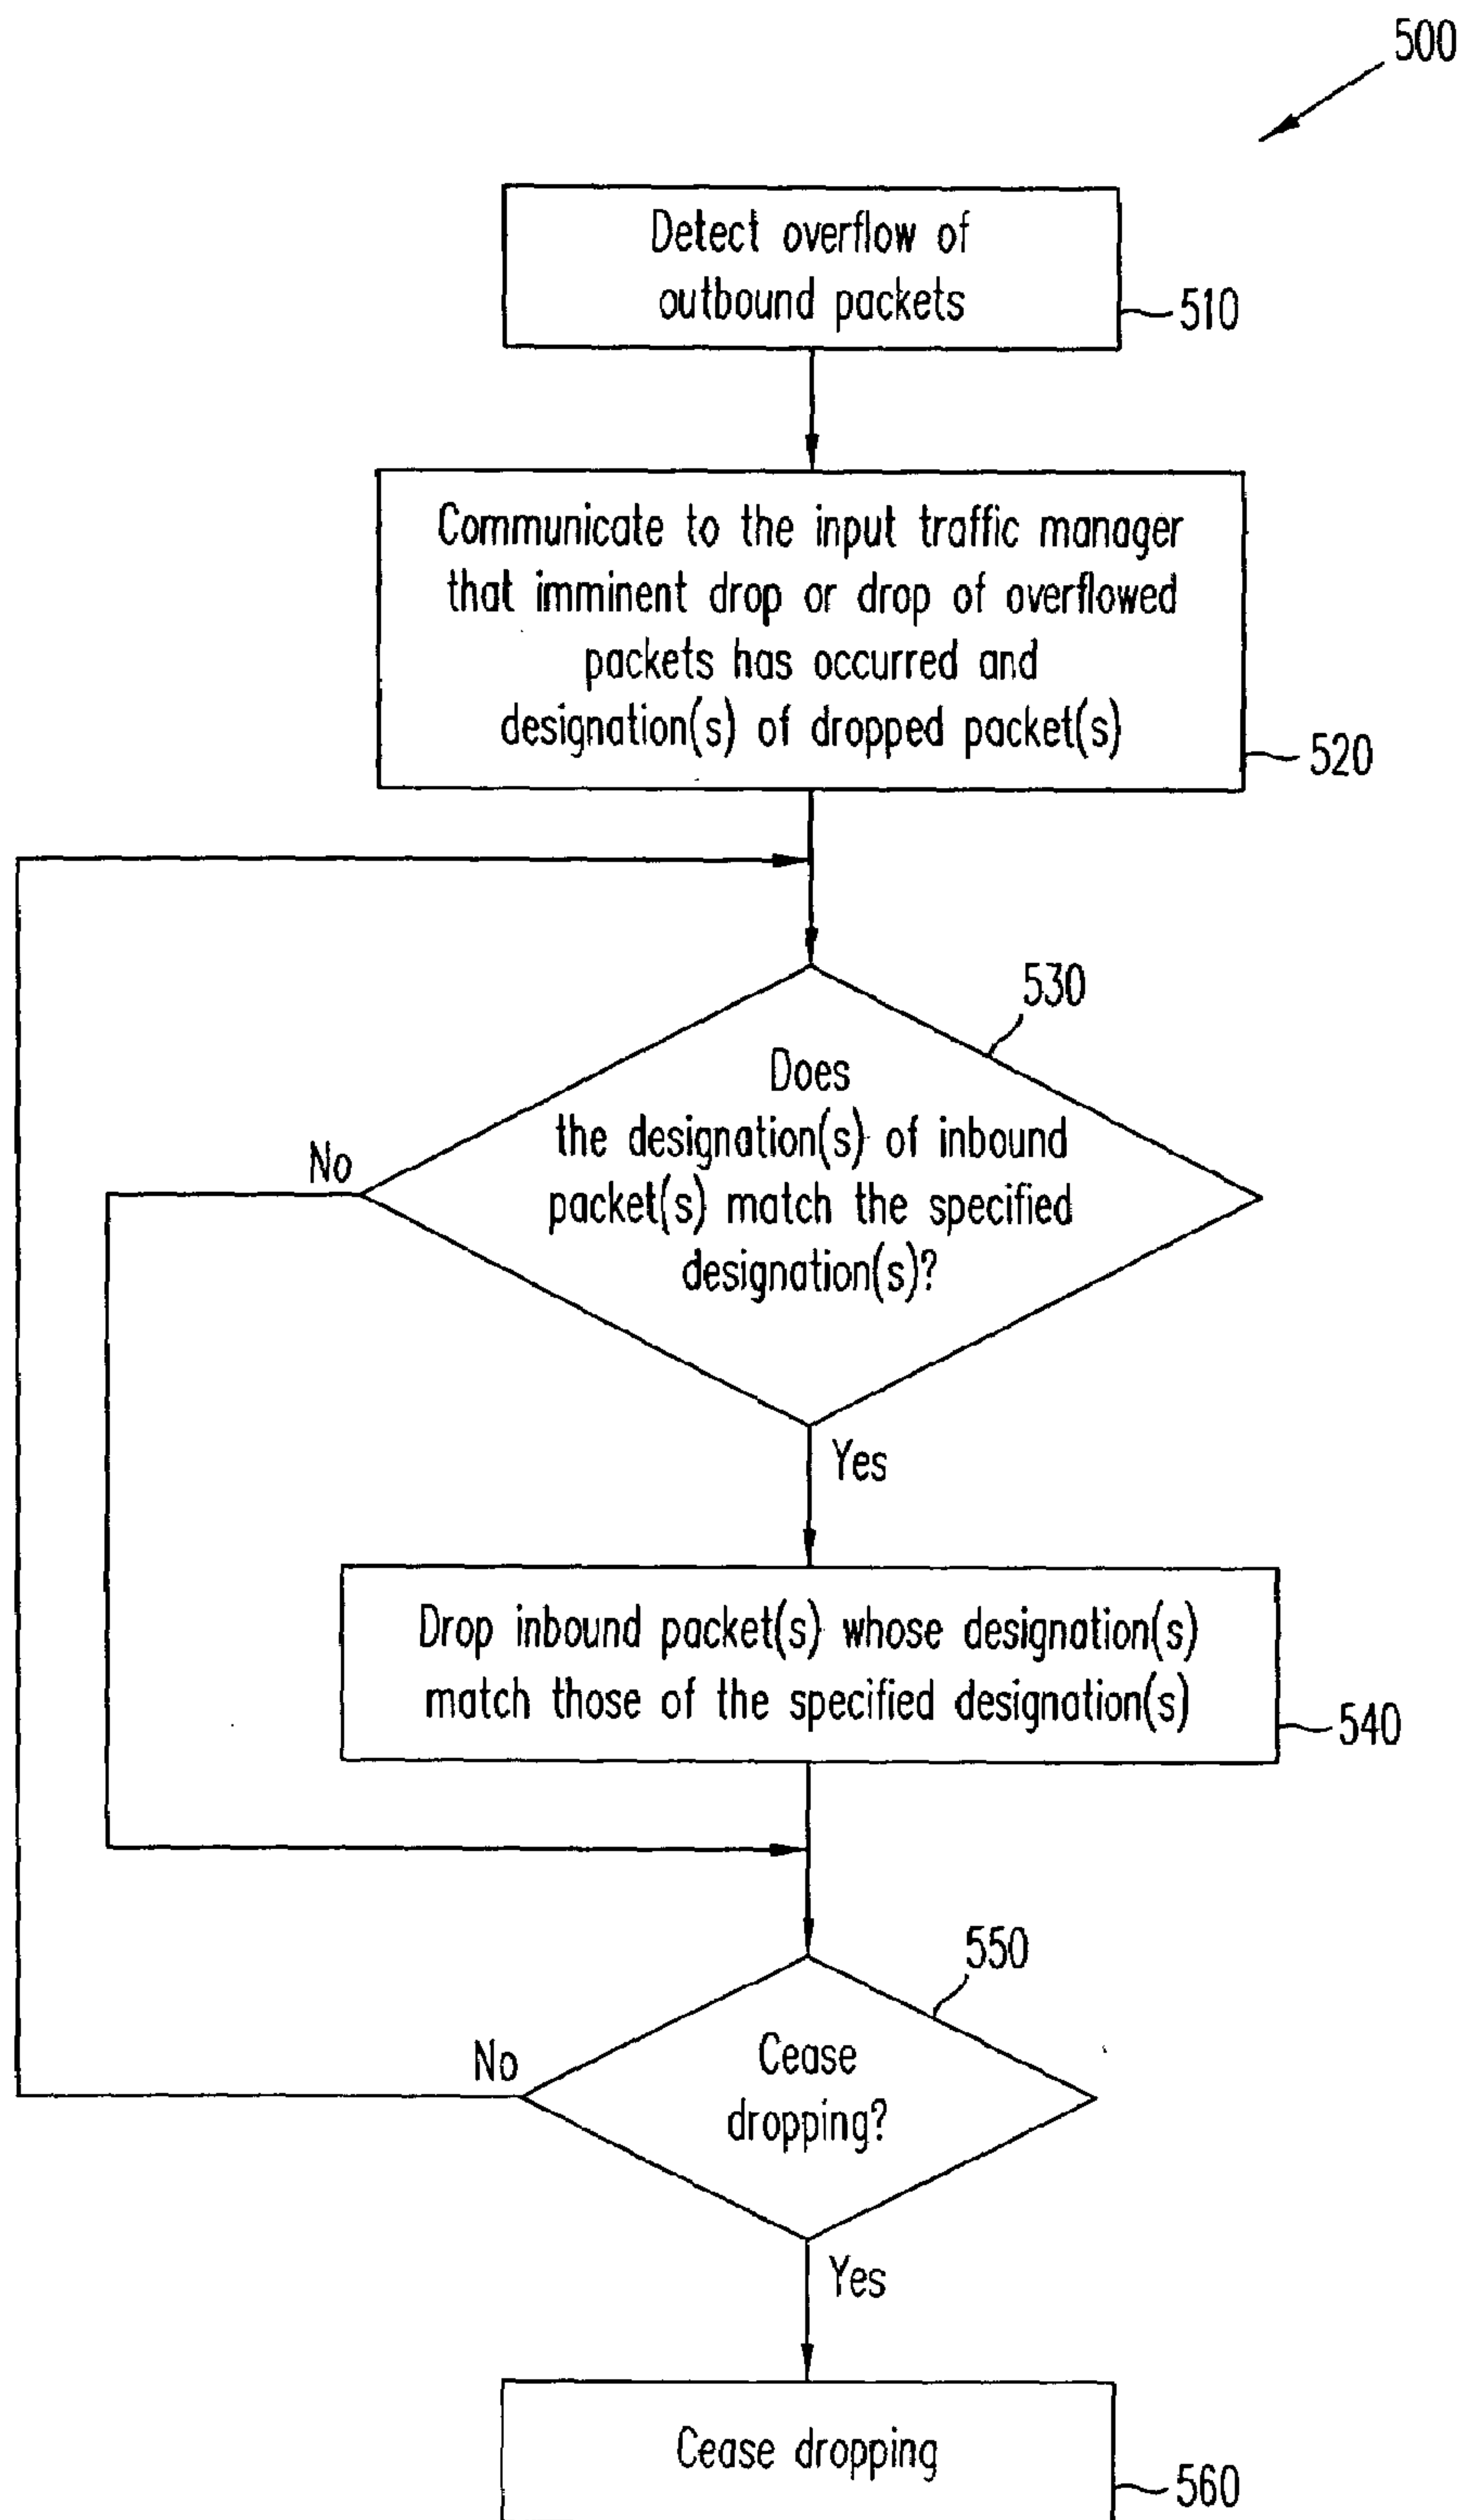 500
Detect overflow of
outbound packets
510
Communicate to the input traffic manager
that imminent drop or drop of overflowed
packets has occurred and
designation(s) of dropped packet(s)
520
530
Does
the designation(s) of inbound
packet(s) match the specified
designation(s)?
No
Yes
Drop inbound packet(s) whose designation(s)
match those of the specified designation(s)
540
550
Cease
dropping?
No
Yes
Cease dropping
560